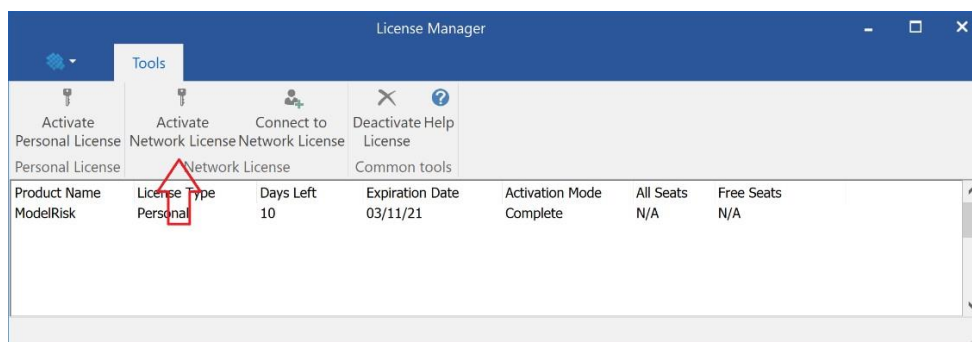 License Manager
Tools
Activate Personal License
Activate Network License
Connect to Network License
Deactivate License
Help
Personal License
Network License
Common tools
Product Name License Type Days Left Expiration Date Activation Mode All Seats Free Seats
ModelRisk Personal 10 03/11/21 Complete N/A N/A